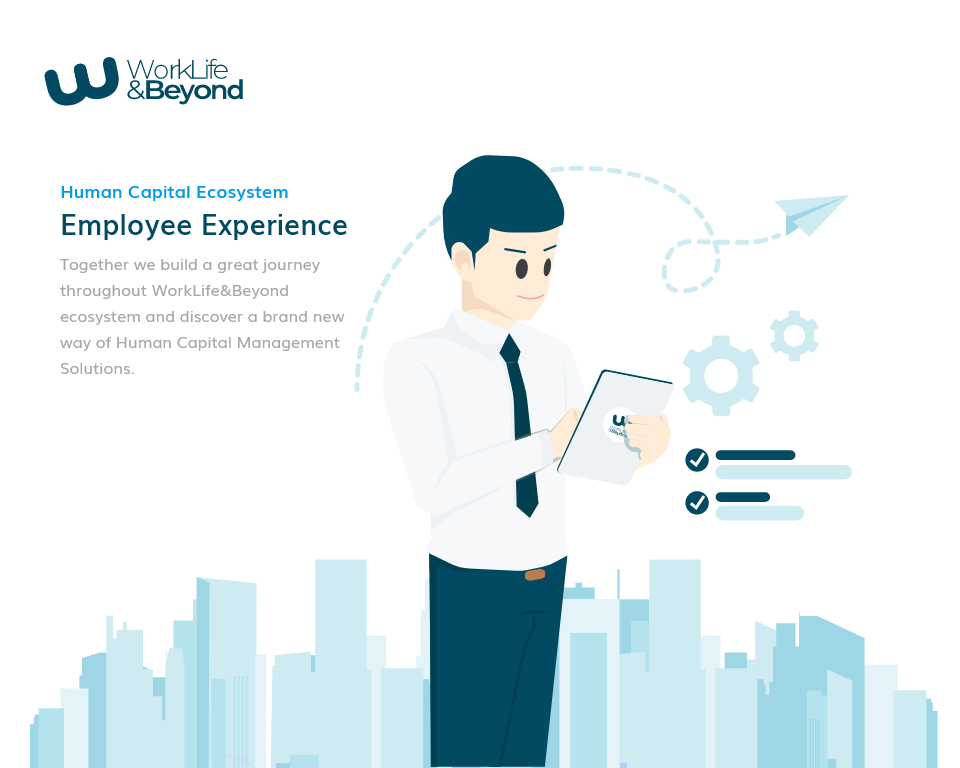 WorkLife
&Beyond
Human Capital Ecosystem
Employee Experience
Together we build a great journey
throughout WorkLife&Beyond
ecosystem and discover a brand new
way of Human Capital Management
Solutions.